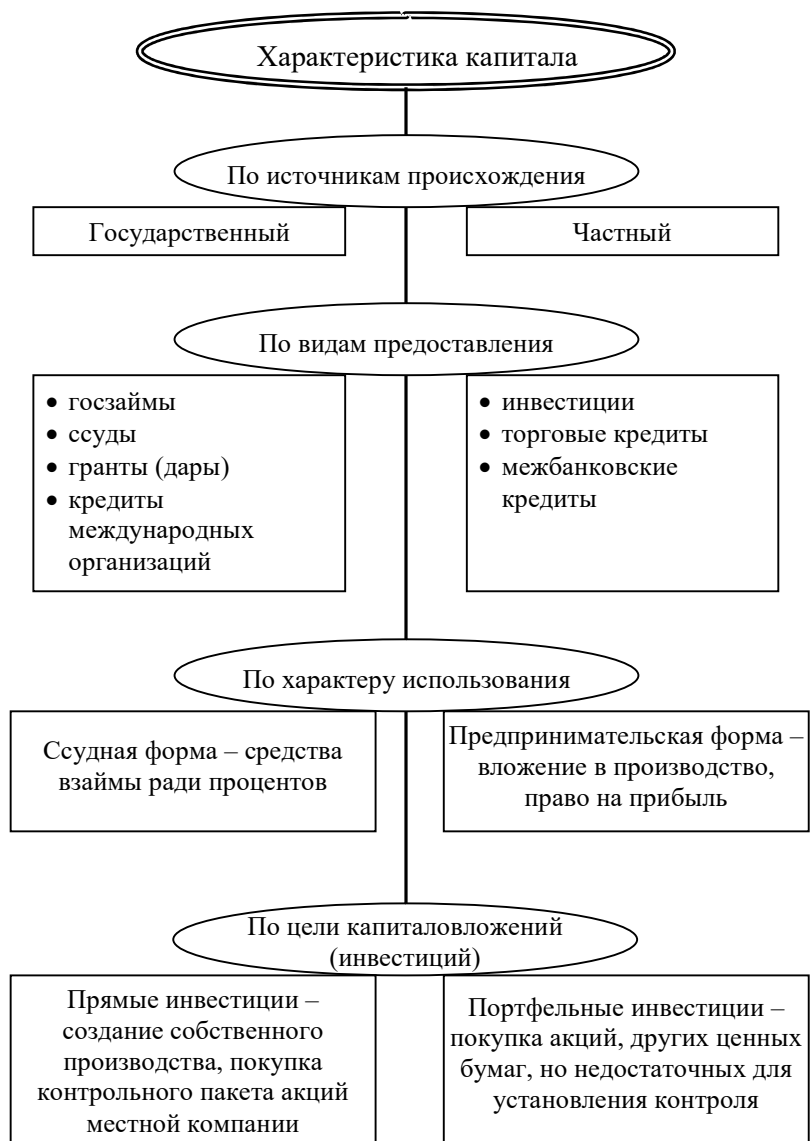 Характеристика капитала
По источникам происхождения
Государственный
Частный
По видам предоставления
• госзаймы
• ссуды
• гранты (дары)
• кредиты
международных
организаций
• инвестиции
• торговые кредиты
• межбанковские
кредиты
По характеру использования
Ссудная форма – средства
взаймы ради процентов
Предпринимательская форма –
вложение в производство,
право на прибыль
По цели капиталовложений
(инвестиций)
Прямые инвестиции –
создание собственного
производства, покупка
контрольного пакета акций
местной компании
Портфельные инвестиции –
покупка акций, других ценных
бумаг, но недостаточных для
установления контроля